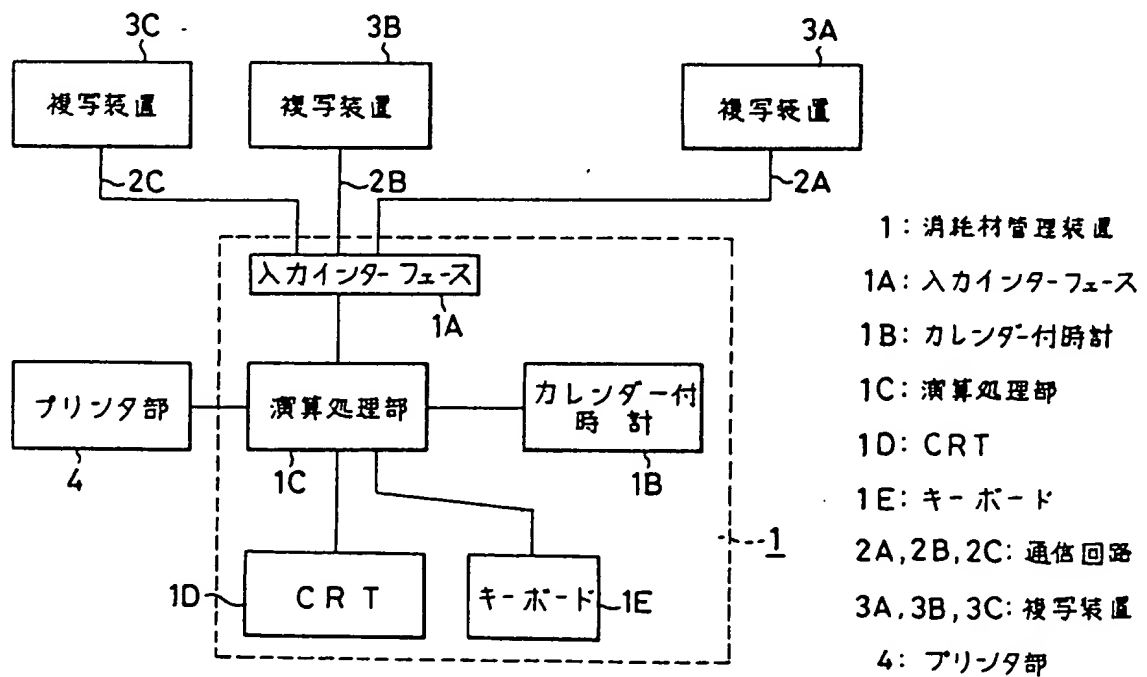 3C
3B
3A
複写装置
複写装置
複写装置
2C
2B
2A
入力インターフェース
1A
プリンタ部
演算処理部
カレンダー付
時計
4
1C
1B
1
1D
CRT
キーボード
1E
1:消耗材管理装置
1A:入力インターフェース
1B:カレンダー付時計
1C:演算処理部
1D:CRT
1E:キーボード
2A,2B,2C:通信回路
3A,3B,3C:複写装置
4:プリンタ部